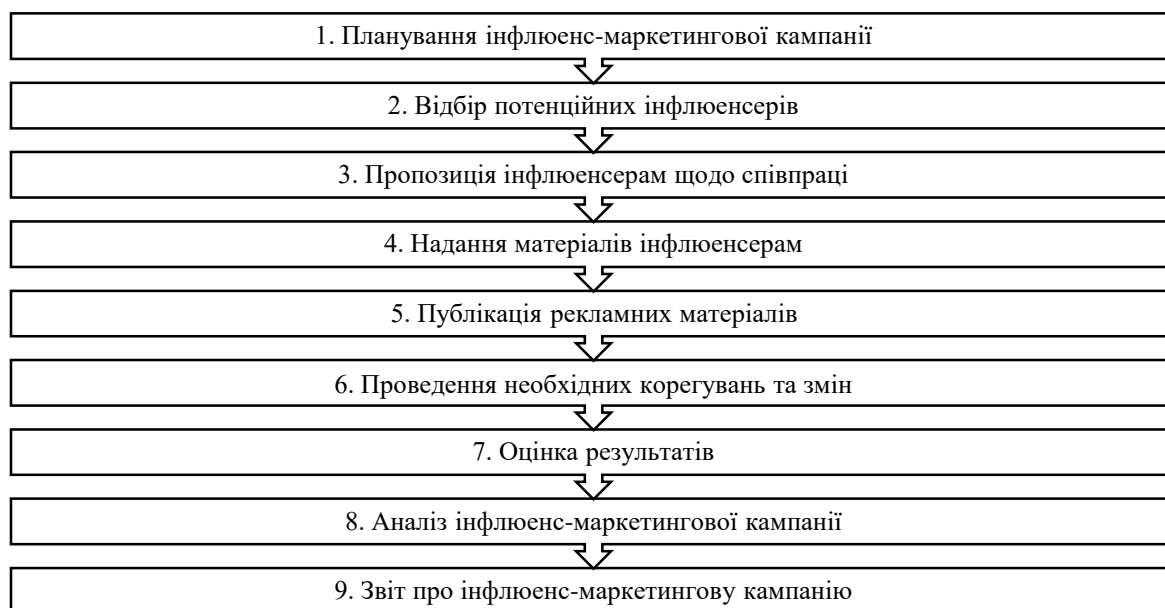 1. Планування інфлюенс-маркетингової кампанії
2. Відбір потенційних інфлюенсерів
3. Пропозиція інфлюенсерам щодо співпраці
4. Надання матеріалів інфлюенсерам
5. Публікація рекламних матеріалів
6. Проведення необхідних корегувань та змін
7. Оцінка результатів
8. Аналіз інфлюенс-маркетингової кампанії
9. Звіт про інфлюенс-маркетингову кампанію